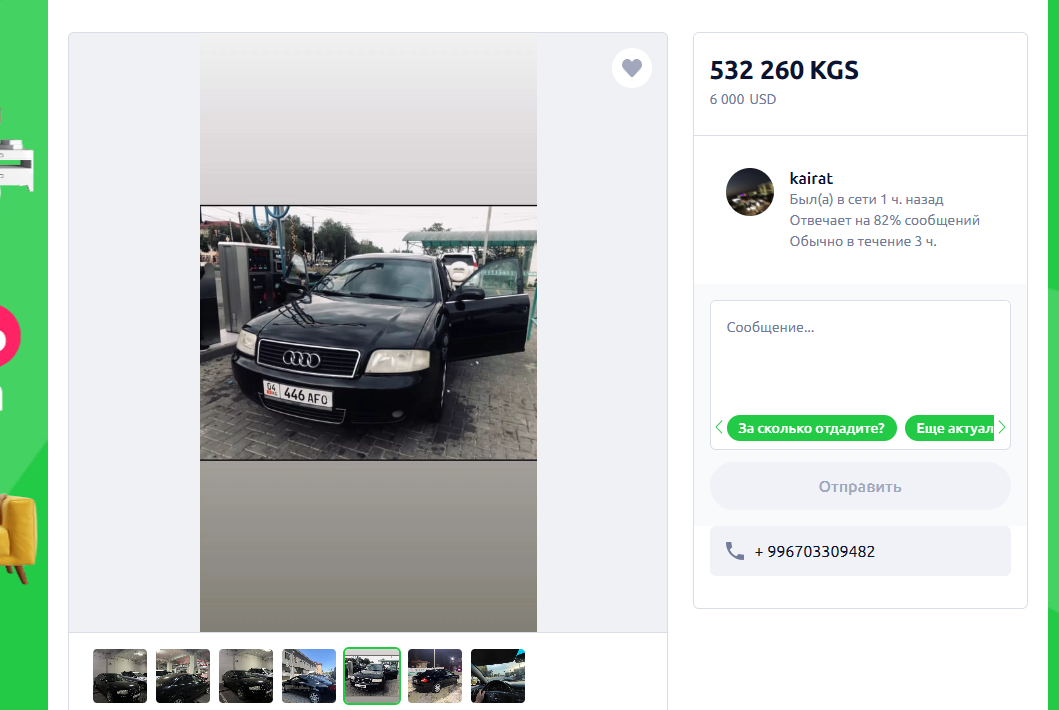 532 260 KGS
6 000 USD
kairat
Был(а) в сети 1 ч. назад
Отвечает на 82% сообщений
Обычно в течение 3 ч.
04
KG
446 AFO
Сообщение...
За сколько отдадите?
Еще актуал
Отправить
+ 996703309482